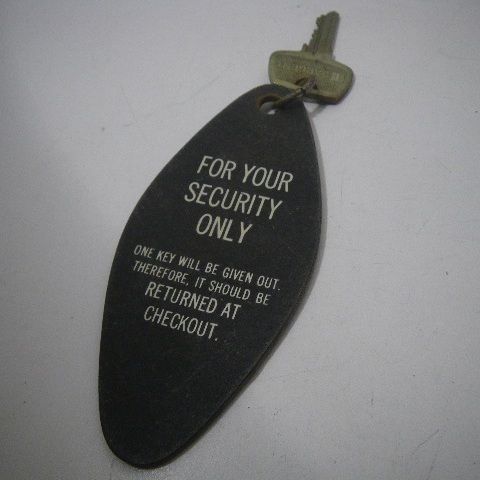 FOR YOUR
SECURITY
ONLY
ONE KEY WILL BE GIVEN OUT.
THEREFORE, IT SHOULD BE
RETURNED AT
CHECKOUT.